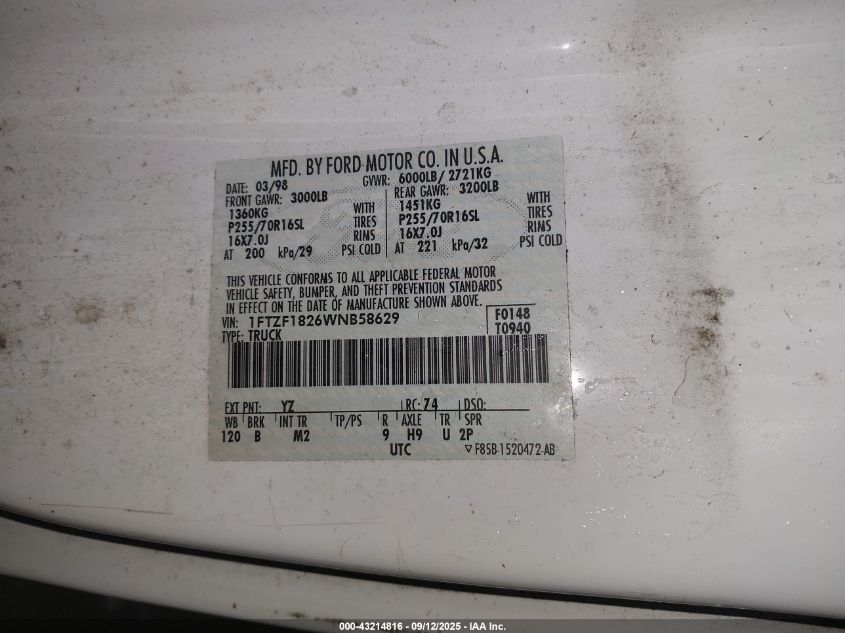 MFD. BY FORD MOTOR CO. IN U.S.A.
DATE: 03/98 GVWR: 6000LB/ 2721KG
FRONT GAWR: 3000LB REAR GAWR: 3200LB
1360KG WITH 1451KG WITH
P255/70R16SL TIRES P255/70R16SL TIRES
16X7.0J RIMS 16X7.0J RIMS
AT 200 kPa/29 PSI COLD AT 221 kPa/32 PSI COLD
THIS VEHICLE CONFORMS TO ALL APPLICABLE FEDERAL MOTOR
VEHICLE SAFETY, BUMPER, AND THEFT PREVENTION STANDARDS
IN EFFECT ON THE DATE OF MANUFACTURE SHOWN ABOVE.
VIN: 1FTZF1826WNB58629 F0148
TYPE: TRUCK T0940
EXT PNT: YZ RC: 74 DSO:
WB BRK INT TR TP/PS R AXLE TR SPR
120 B M2 9 H9 U 2P
UTC ▽ F85B-1520472-AB
000-43214816 - 09/12/2025 - IAA Inc.